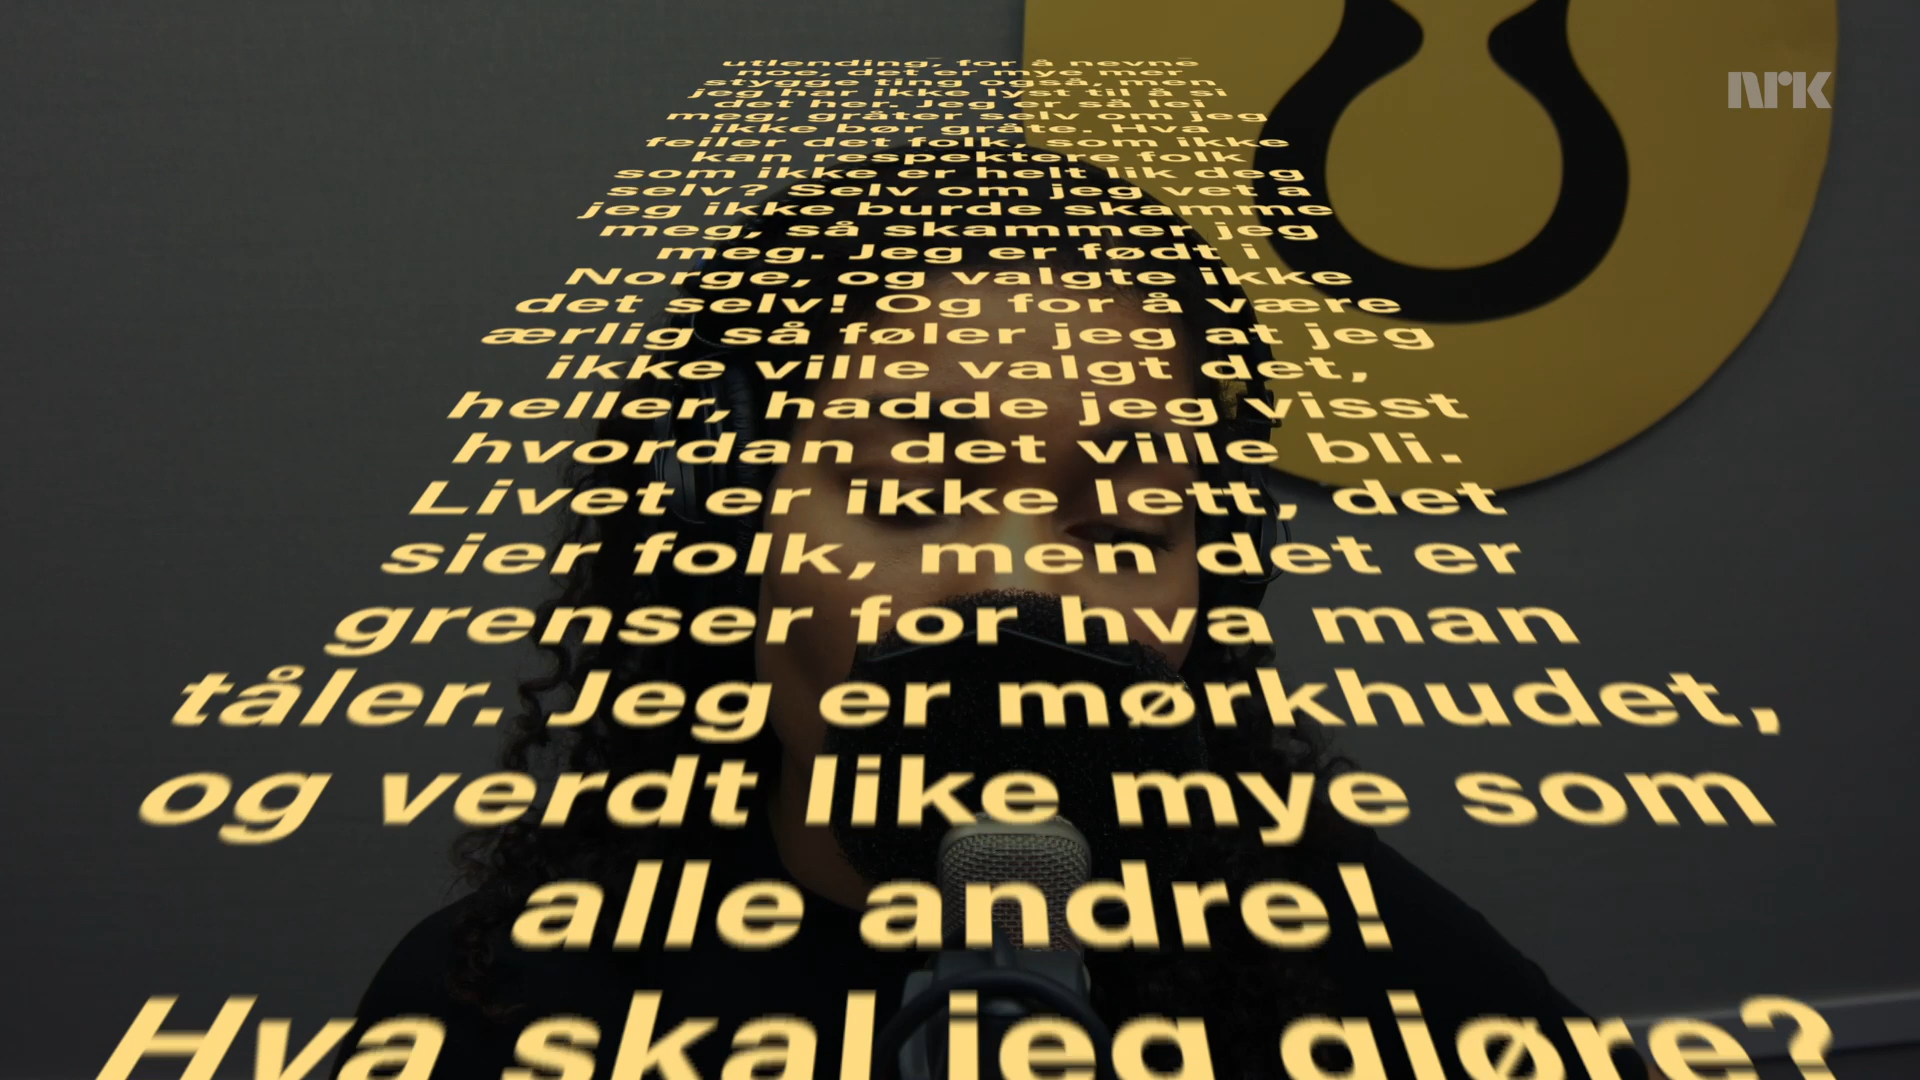 utlending, for å nevne
noe, det er mye mer
stygge ting også, men
jeg har ikke lyst til å si
det her. Jeg er så lei
meg, gråter selv om jeg
ikke bør gråte. Hva
feiler det folk, som ikke
kan respektere folk
som ikke er helt lik deg
selv? Selv om jeg vet a
jeg ikke burde skamme
meg, så skammer jeg
meg. Jeg er født i
Norge, og valgte ikke
det selv! Og for å være
ærlig så føler jeg at jeg
ikke ville valgt det,
heller, hadde jeg visst
hvordan det ville bli.
Livet er ikke lett, det
sier folk, men det er
grenser for hva man
tåler. Jeg er mørkhudet,
og verdt like mye som
alle andre!
Hva skal jeg gjøre?
nrk